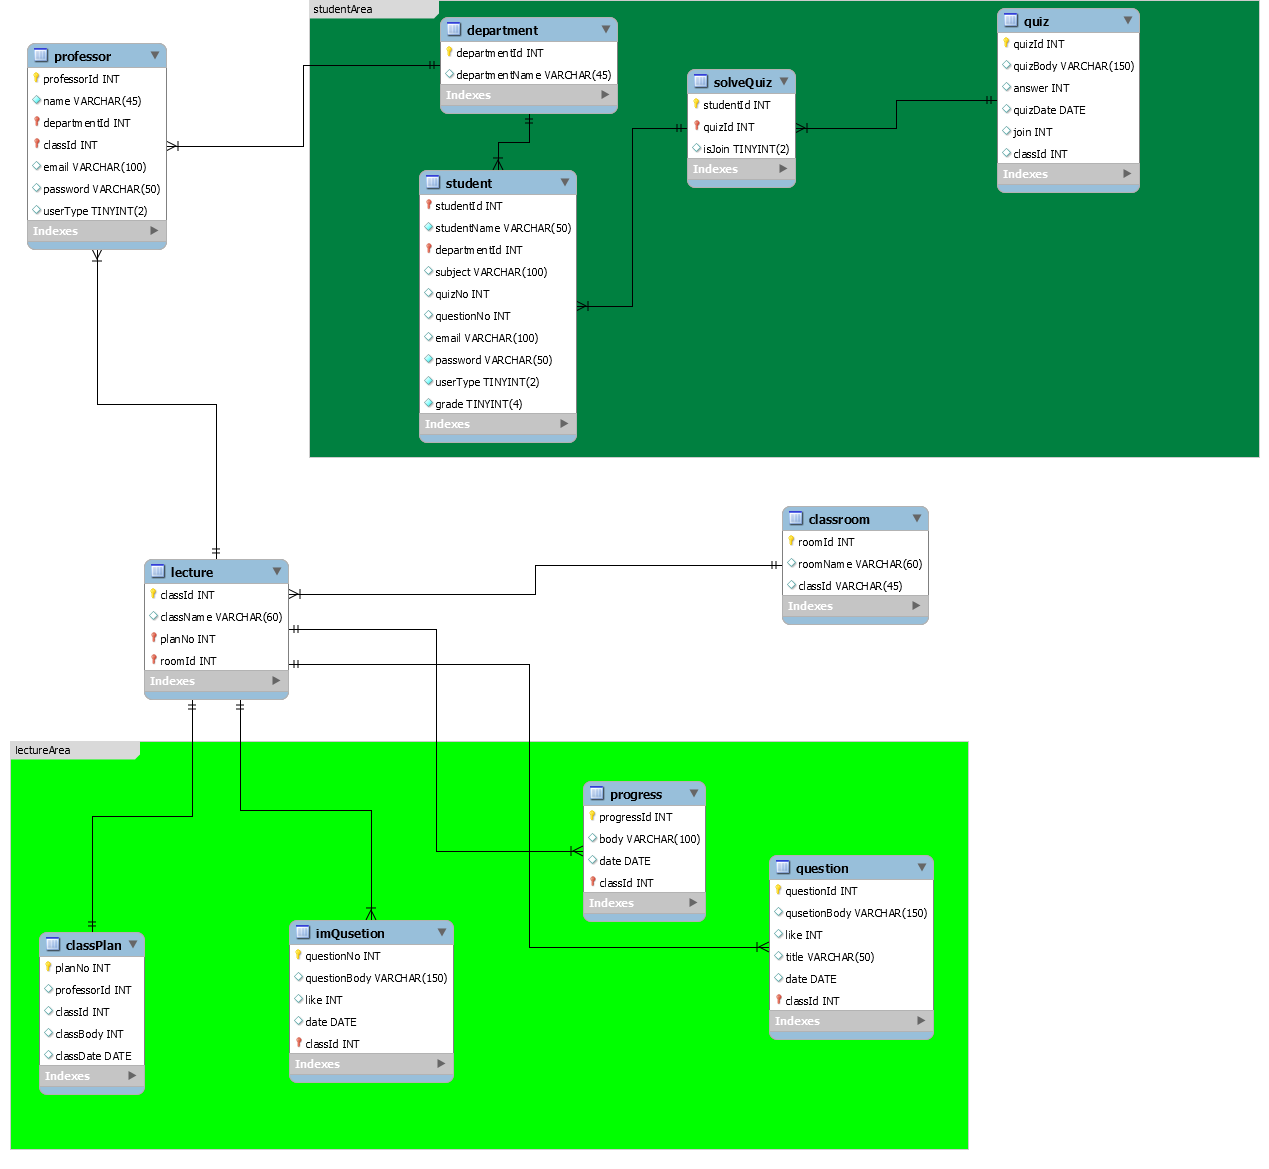 studentArea
department
departmentId INT
departmentName VARCHAR(45)
Indexes
quiz
quizId INT
quizBody VARCHAR(150)
answer INT
quizDate DATE
join INT
classId INT
Indexes
professor
professorId INT
name VARCHAR(45)
departmentId INT
classId INT
email VARCHAR(100)
password VARCHAR(50)
userType TINYINT(2)
Indexes
solveQuiz
studentId INT
quizId INT
isJoin TINYINT(2)
Indexes
student
studentId INT
studentName VARCHAR(50)
departmentId INT
subject VARCHAR(100)
quizNo INT
questionNo INT
email VARCHAR(100)
password VARCHAR(50)
userType TINYINT(2)
grade TINYINT(4)
Indexes
classroom
roomId INT
roomName VARCHAR(60)
classId VARCHAR(45)
Indexes
lecture
classId INT
className VARCHAR(60)
planNo INT
roomId INT
Indexes
lectureArea
progress
progressId INT
body VARCHAR(100)
date DATE
classId INT
Indexes
question
questionId INT
qusetionBody VARCHAR(150)
like INT
title VARCHAR(50)
date DATE
classId INT
Indexes
classPlan
planNo INT
professorId INT
classId INT
classBody INT
classDate DATE
Indexes
imQusetion
questionNo INT
questionBody VARCHAR(150)
like INT
date DATE
classId INT
Indexes